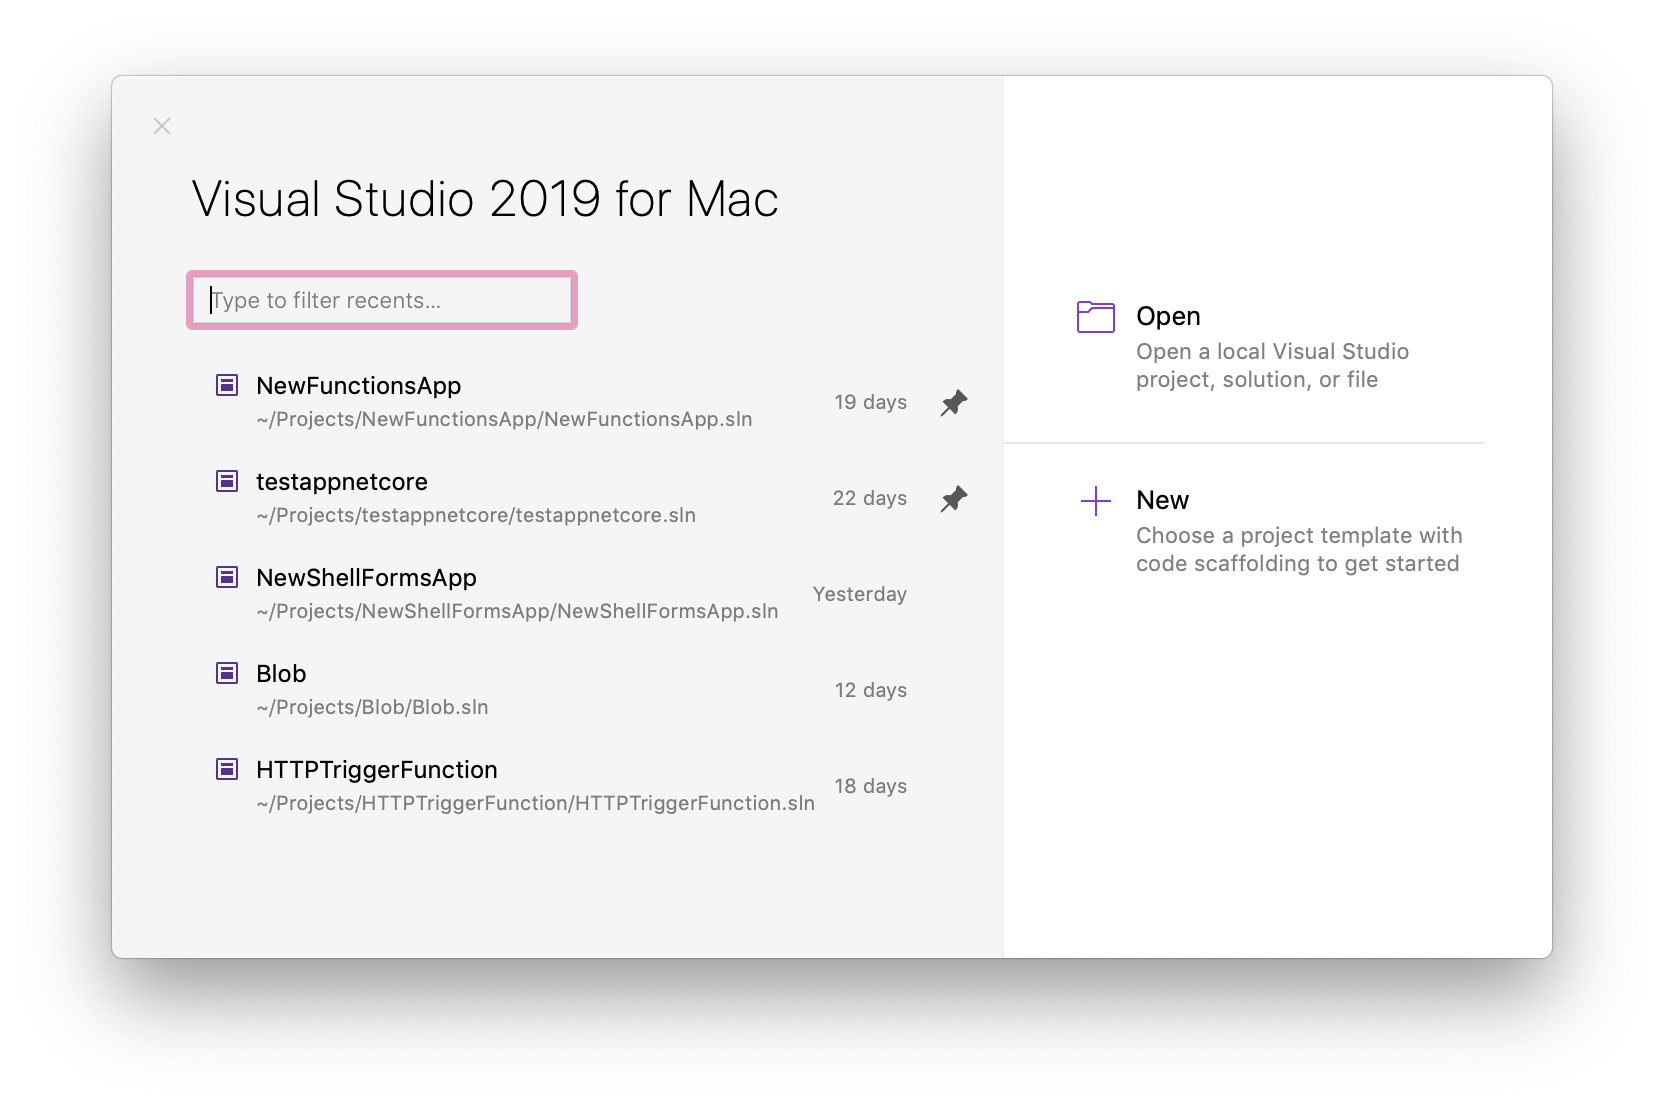 Visual Studio 2019 for Mac
Type to filter recents...
NewFunctionsApp
~/Projects/NewFunctionsApp/NewFunctionsApp.sln
19 days
testappnetcore
~/Projects/testappnetcore/testappnetcore.sln
22 days
NewShellFormsApp
~/Projects/NewShellFormsApp/NewShellFormsApp.sln
Yesterday
Blob
~/Projects/Blob/Blob.sln
12 days
HTTPTriggerFunction
~/Projects/HTTPTriggerFunction/HTTPTriggerFunction.sln
18 days
Open
Open a local Visual Studio
project, solution, or file
New
Choose a project template with
code scaffolding to get started